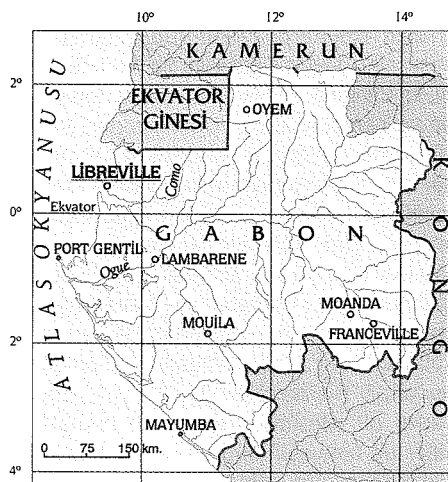 10° 12° 14°
KAMERUN
2°
EKVATOR
GİNESİ
OYEM
LİBREVİLLE
Como
Ekvator
0°
GABON
PORT GENTİL
LAMBARENE
Ogue
MOANDA
MOUİLA
FRANCEVİLLE
2°
MAYUMBA
0 75 150 km.
4°
ATLAS OKYANUSU
KONGO